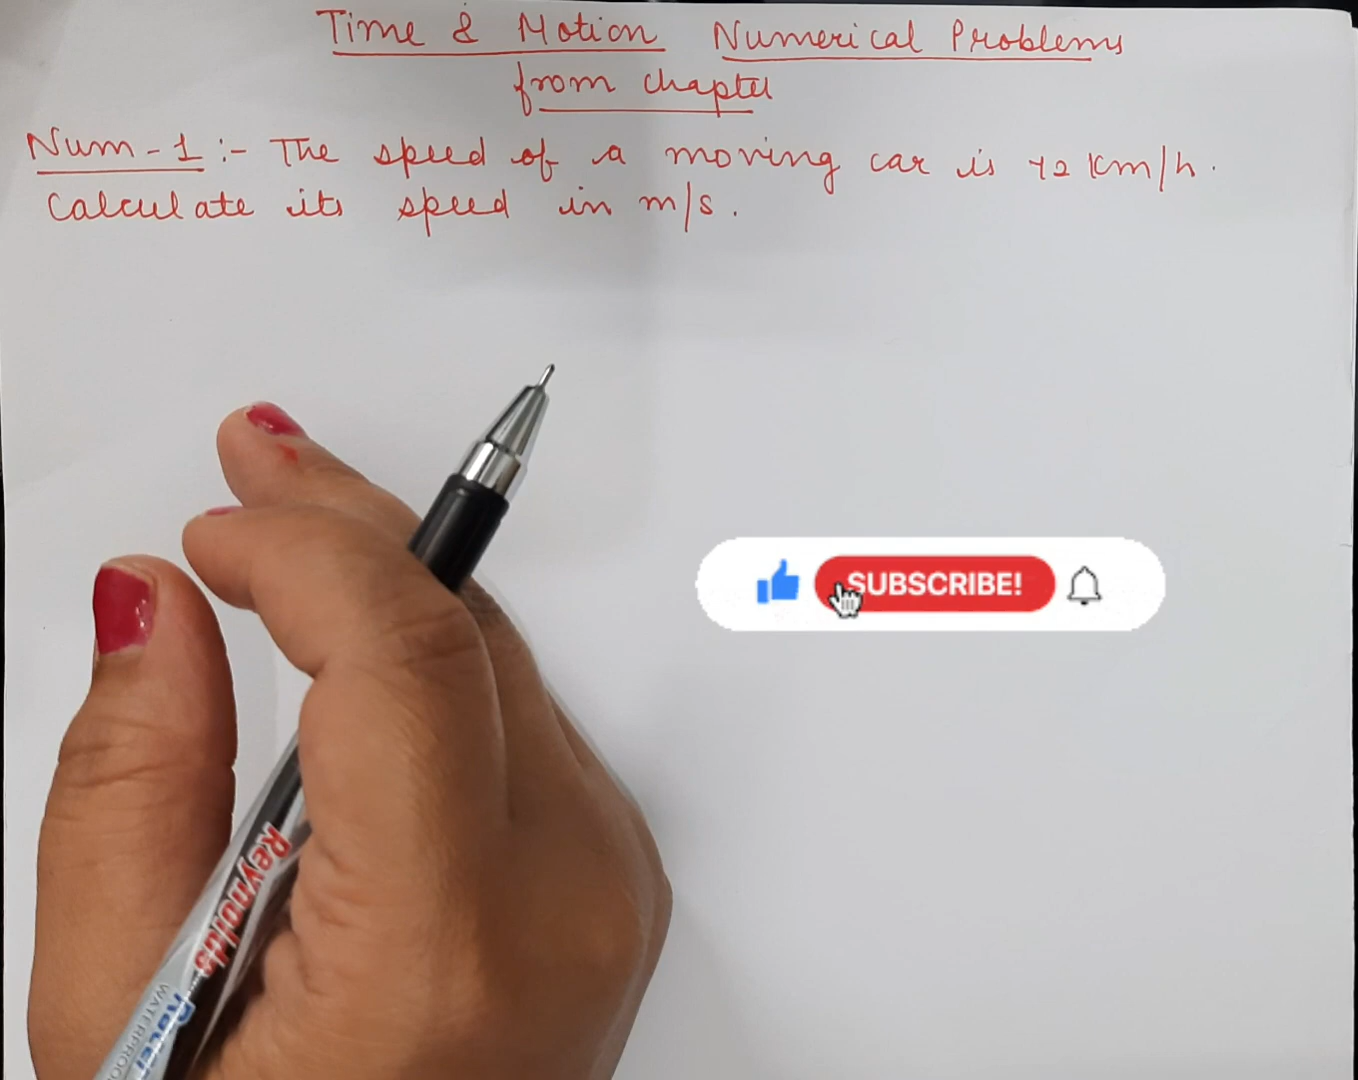 Time & Motion Numerical Problems
from chapter
Num-1:- The speed of a moving car is 72 km/h.
Calculate its speed in m/s.
SUBSCRIBE!
Reynolds
WATERPROO